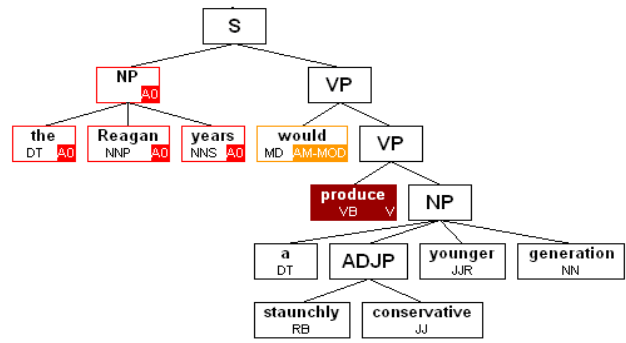 S
NP
A0
VP
the
DT A0
Reagan
NNP A0
years
NNS A0
would
MD AM-MOD
VP
produce
VB V
NP
a
DT
ADJP
younger
JJR
generation
NN
staunchly
RB
conservative
JJ